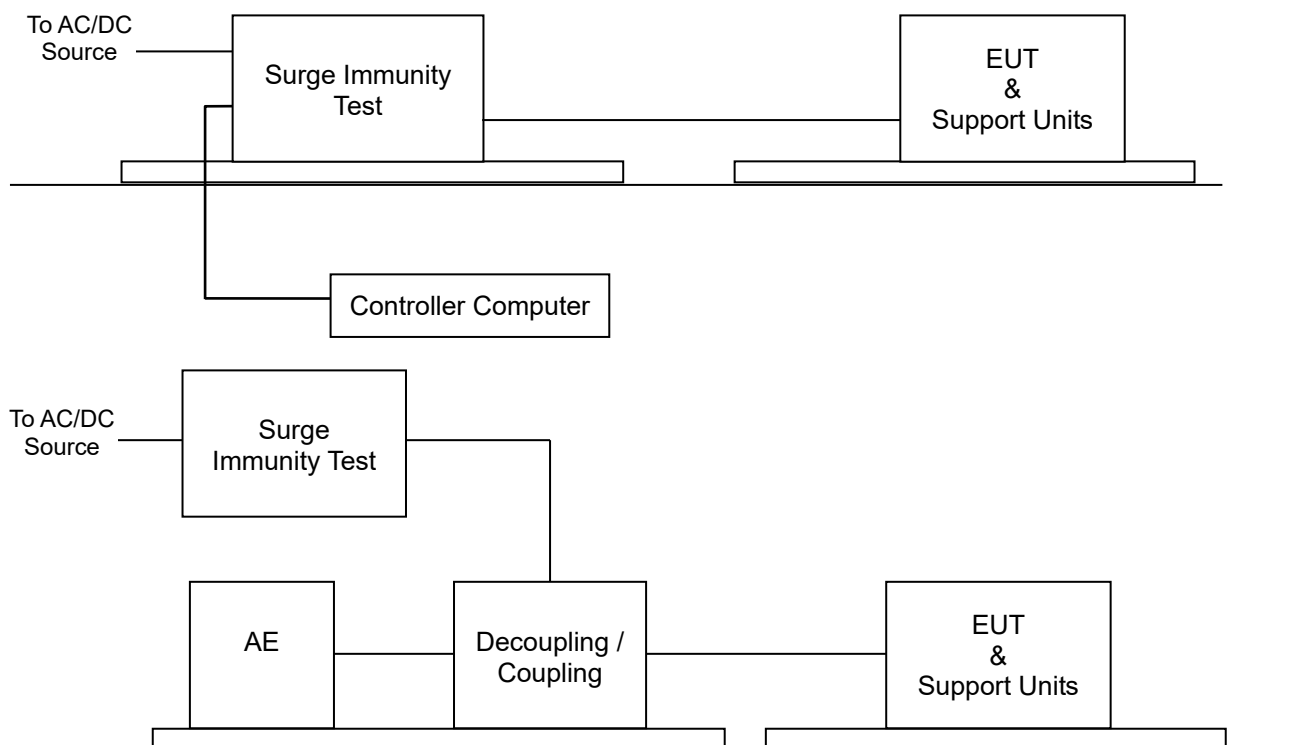 To AC/DC
Source
Surge Immunity
Test
EUT
&
Support Units
Controller Computer
To AC/DC
Source
Surge
Immunity Test
AE
Decoupling /
Coupling
EUT
&
Support Units